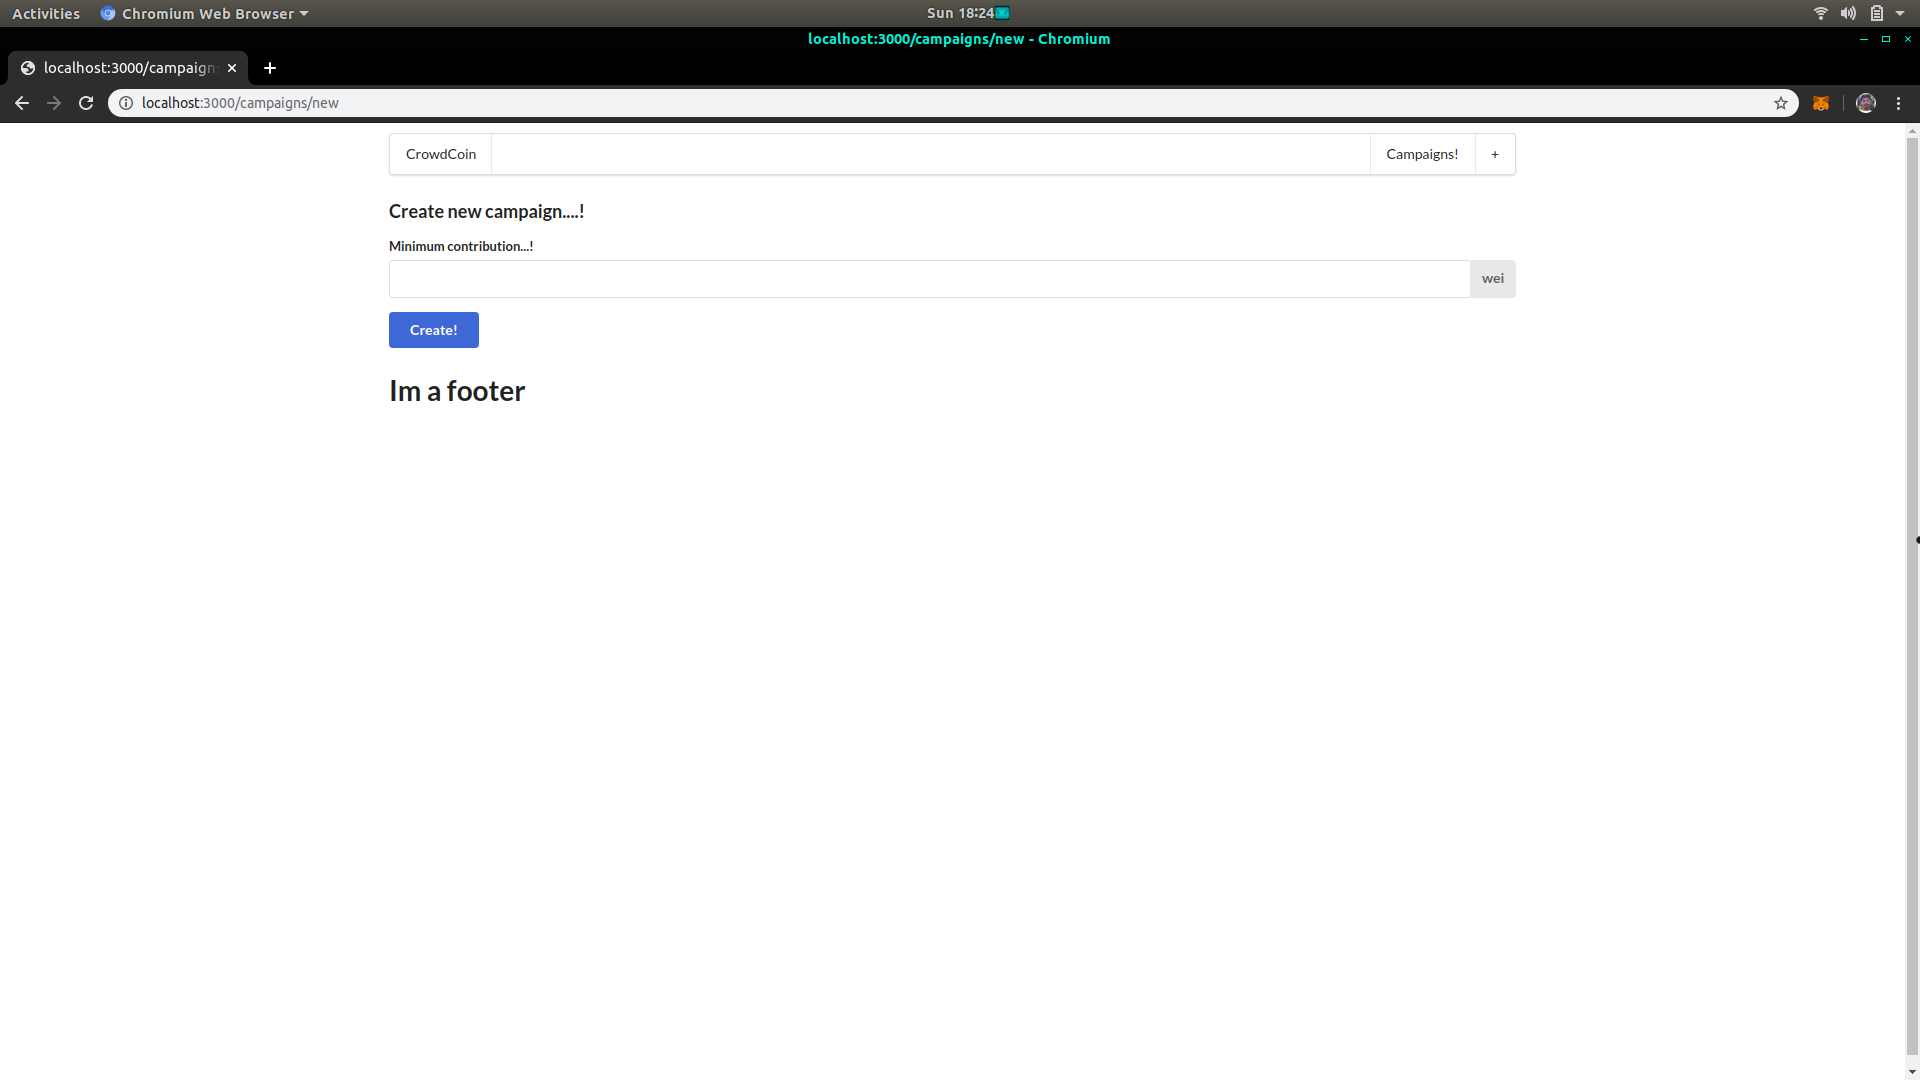 Activities Chromium Web Browser Sun 18:24
localhost:3000/campaigns/new - Chromium
localhost:3000/campaign
localhost:3000/campaigns/new
CrowdCoin Campaigns! +
Create new campaign....!
Minimum contribution...!
wei
Create!
Im a footer